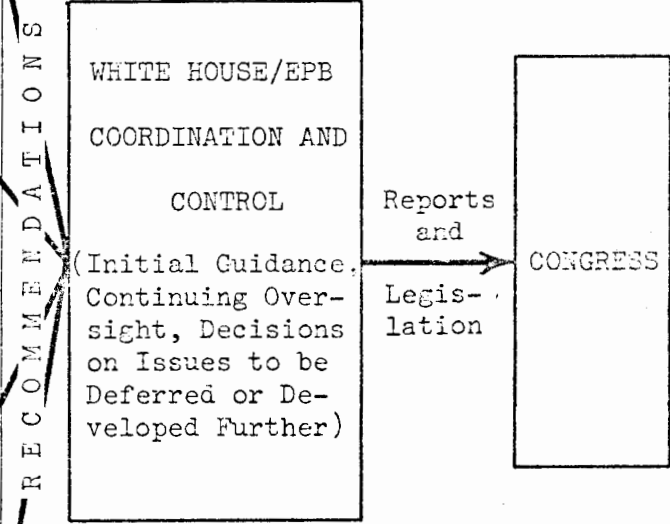 RECOMMENDATIONS
WHITE HOUSE/EPB
COORDINATION AND
CONTROL
(Initial Guidance,
Continuing Over-
sight, Decisions
on Issues to be
Deferred or De-
veloped Further)
Reports
and
Legis-
lation
CONGRESS